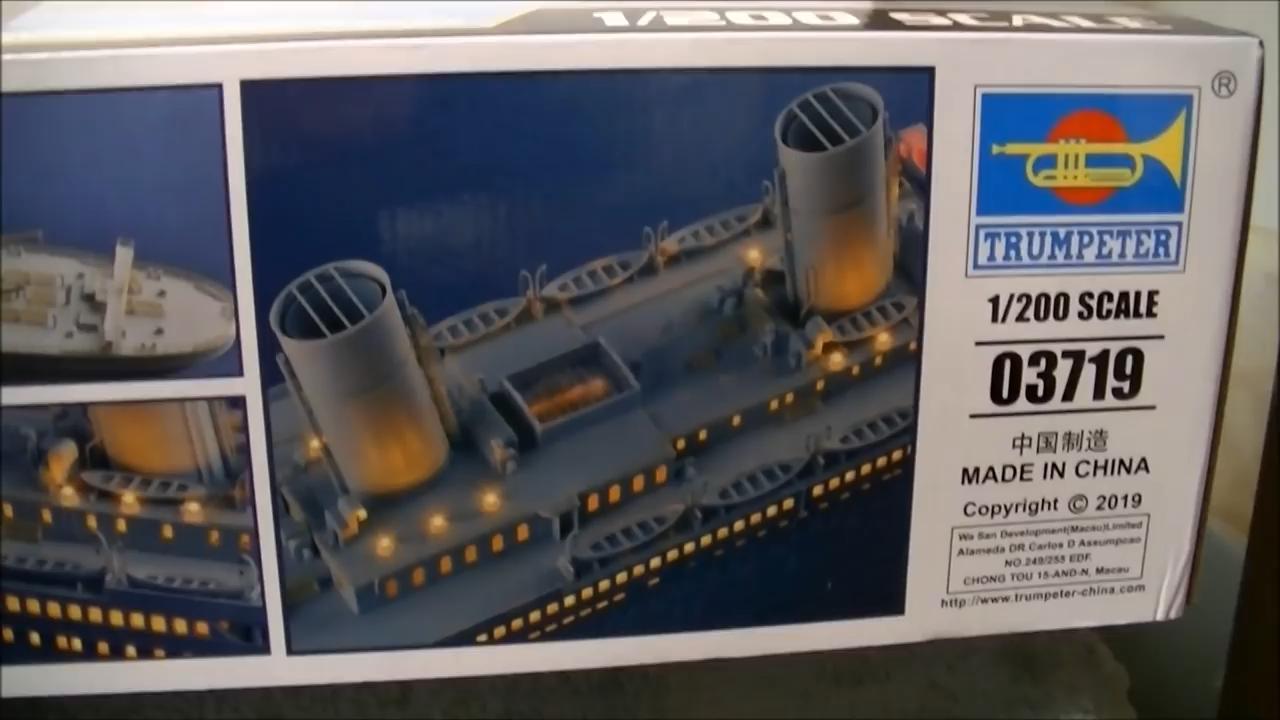 1/200 SCALE
®
TRUMPETER
1/200 SCALE
03719
中国制造
MADE IN CHINA
Copyright © 2019
Wa San Development(Macau)Limited
Alameda DR.Carlos D Assumpcao
NO.249/255 EDF.
CHONG TOU 15-AND-N, Macau
http://www.trumpeter-china.com